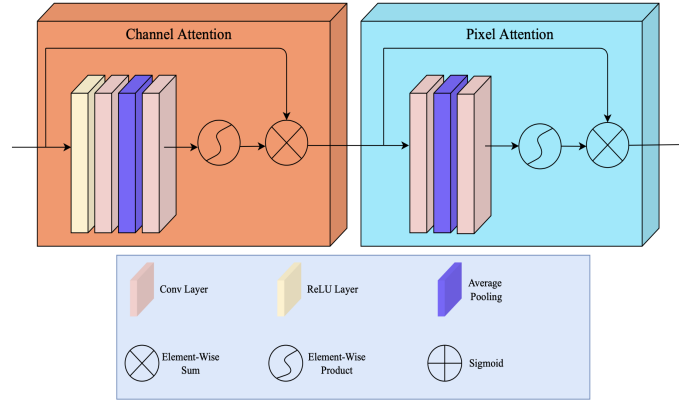 Channel Attention
Pixel Attention
Conv Layer
ReLU Layer
Average
Pooling
Element-Wise
Sum
Element-Wise
Product
Sigmoid